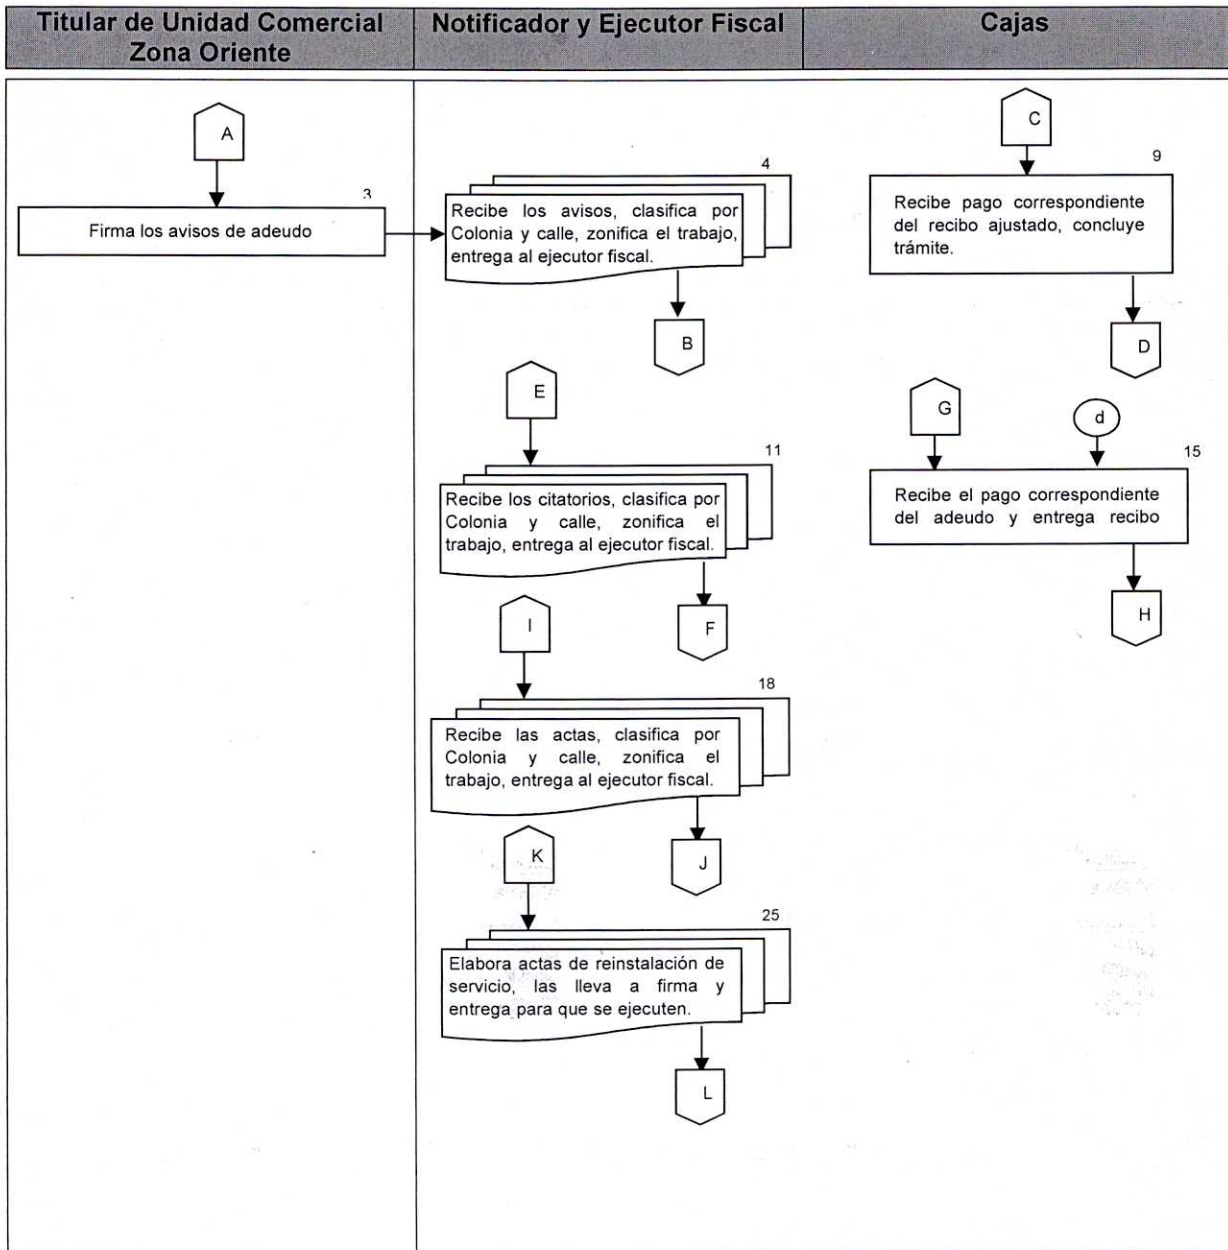 Titular de Unidad Comercial
Zona Oriente
Notificador y Ejecutor Fiscal
Cajas
A
3
Firma los avisos de adeudo
4
Recibe los avisos, clasifica por
Colonia y calle, zonifica el trabajo,
entrega al ejecutor fiscal.
B
E
11
Recibe los citatorios, clasifica por
Colonia y calle, zonifica el
trabajo, entrega al ejecutor fiscal.
F
I
18
Recibe las actas, clasifica por
Colonia y calle, zonifica el
trabajo, entrega al ejecutor fiscal.
J
K
25
Elabora actas de reinstalación de
servicio, las lleva a firma y
entrega para que se ejecuten.
L
C
9
Recibe pago correspondiente
del recibo ajustado, concluye
trámite.
D
G
d
15
Recibe el pago correspondiente
del adeudo y entrega recibo
H